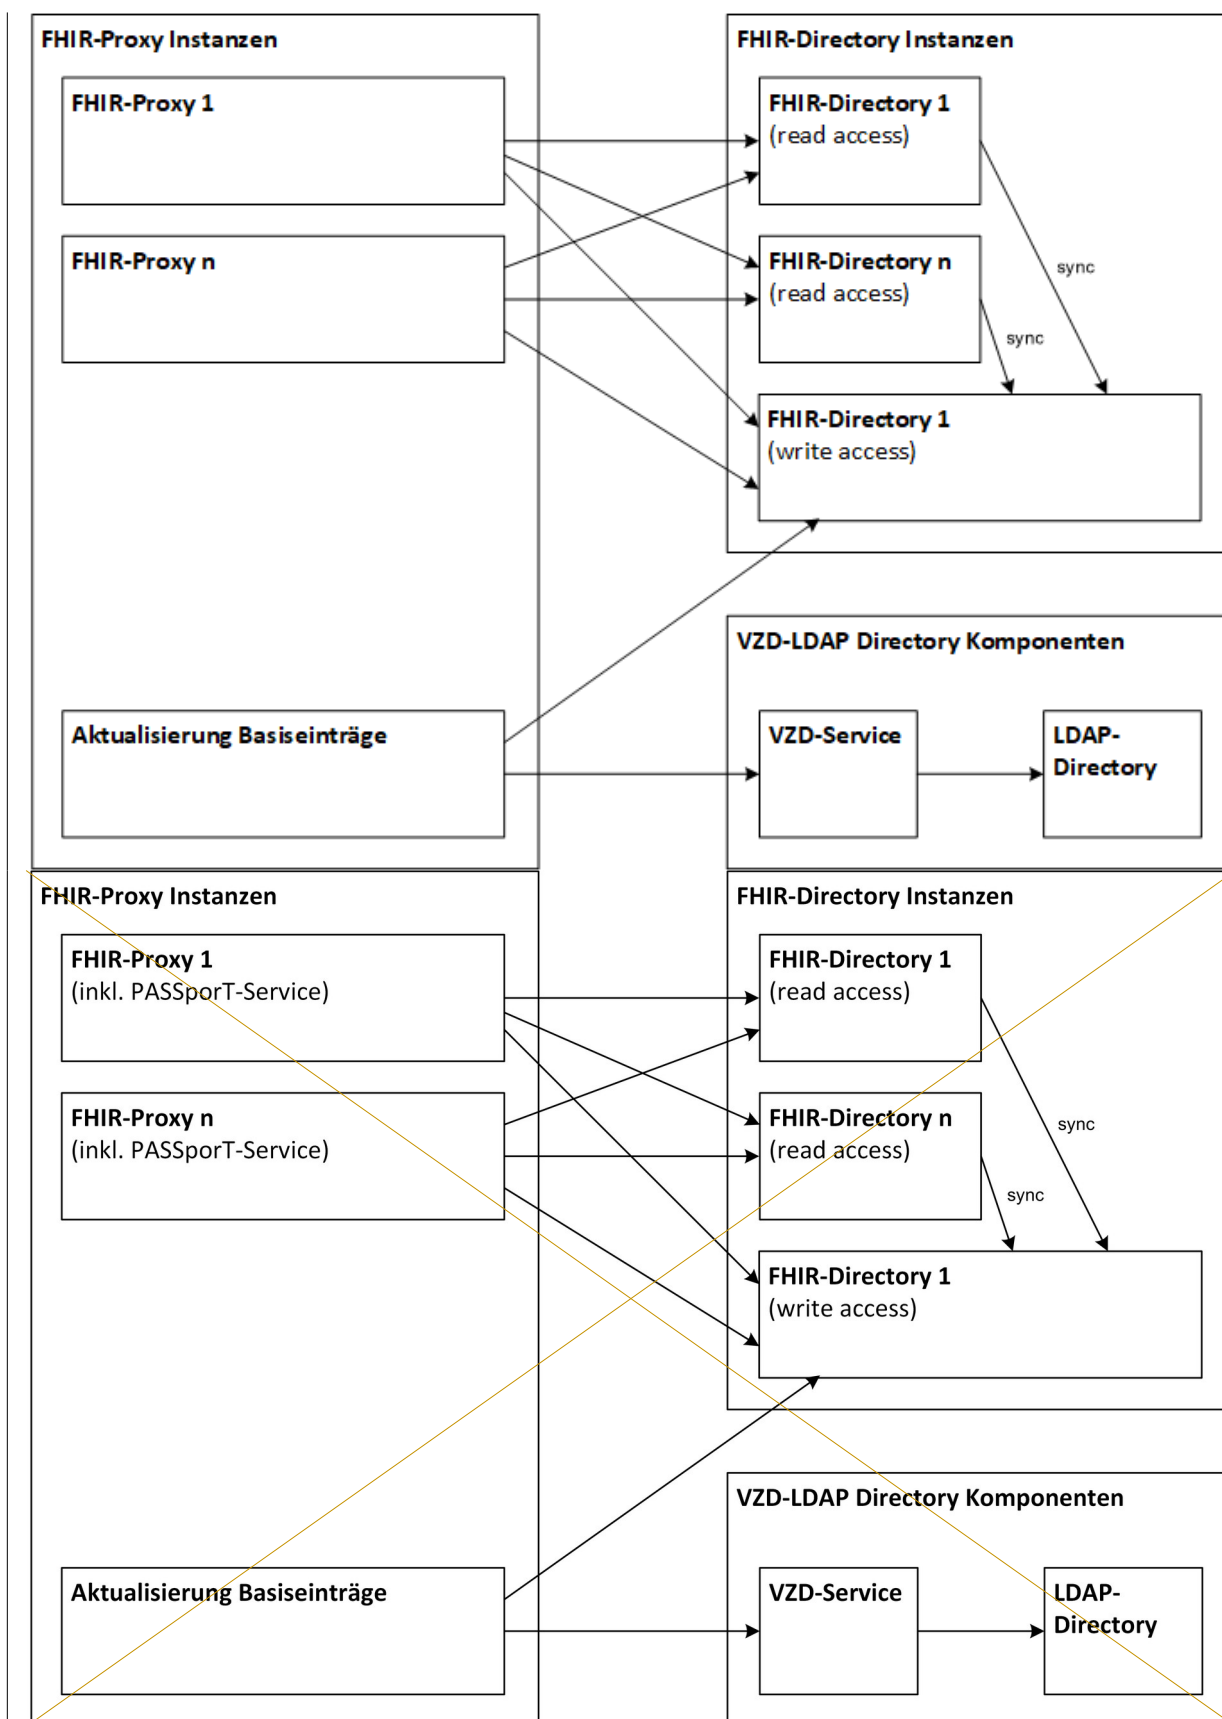 FHIR-Proxy Instanzen
FHIR-Proxy 1
FHIR-Proxy n
Aktualisierung Basiseinträge
FHIR-Directory Instanzen
FHIR-Directory 1
(read access)
FHIR-Directory n
(read access)
sync
sync
FHIR-Directory 1
(write access)
VZD-LDAP Directory Komponenten
VZD-Service
LDAP-
Directory
FHIR-Proxy Instanzen
FHIR-Proxy 1
(inkl. PASSporT-Service)
FHIR-Proxy n
(inkl. PASSporT-Service)
Aktualisierung Basiseinträge
FHIR-Directory Instanzen
FHIR-Directory 1
(read access)
FHIR-Directory n
(read access)
sync
sync
FHIR-Directory 1
(write access)
VZD-LDAP Directory Komponenten
VZD-Service
LDAP-
Directory